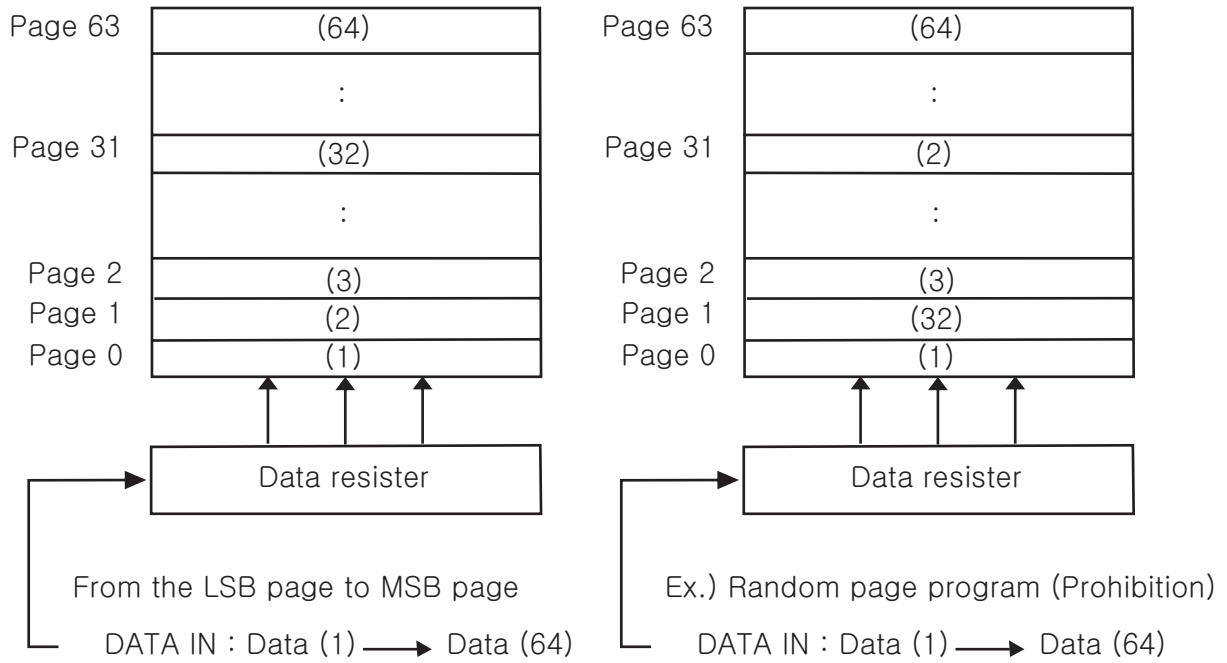 Page 63 (64)
:
Page 31 (32)
:
Page 2 (3)
Page 1 (2)
Page 0 (1)
Data resister
From the LSB page to MSB page
DATA IN : Data (1) Data (64)
Page 63 (64)
:
Page 31 (2)
:
Page 2 (3)
Page 1 (32)
Page 0 (1)
Data resister
Ex.) Random page program (Prohibition)
DATA IN : Data (1) Data (64)